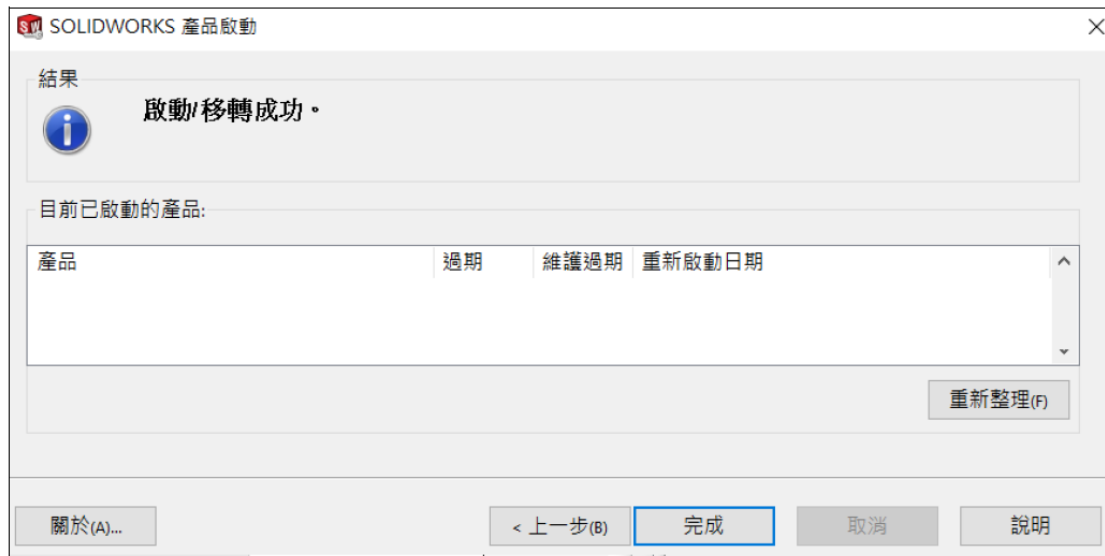 SOLIDWORKS 產品啟動
結果
啟動/移轉成功。
目前已啟動的產品:
產品 過期 維護過期 重新啟動日期
重新整理(F)
關於(A)... < 上一步(B) 完成 取消 說明